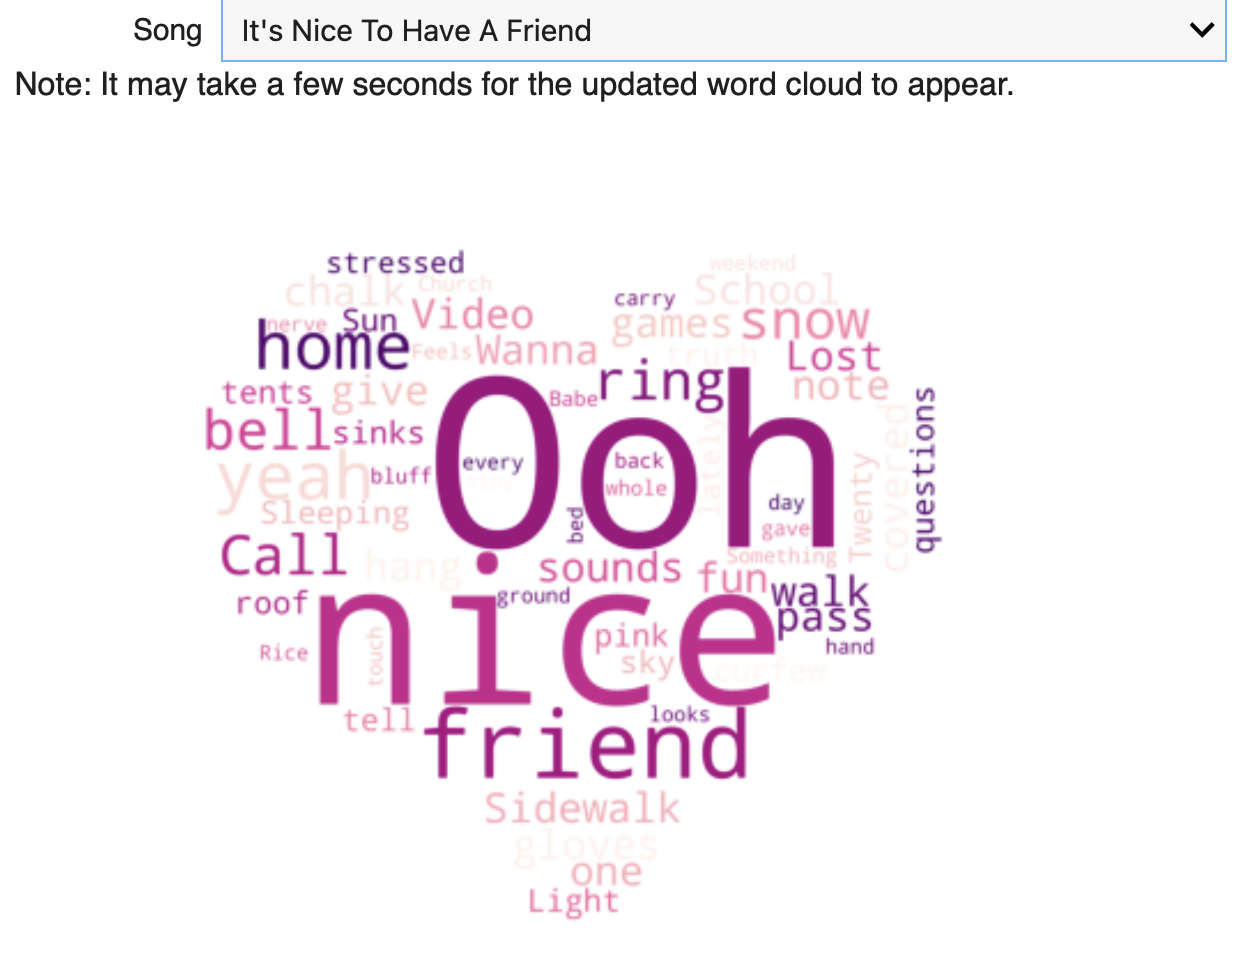 Song It's Nice To Have A Friend
Note: It may take a few seconds for the updated word cloud to appear.
stressed
weekend
chalk Church
School
carry
nerve Sun Video
games snow
home Feels Wanna
truth Lost
tents give
Babe ring
note
bell sinks
Ooh
questions
yeah bluff
every
stay
back
whole
lately
day
gave
Twenty
covered
Sleeping
bed
Something
Call hang
sounds fun
walk
roof
nice
ground
pass
Rice
touch
pink
sky
hand
curfew
tell
looks
friend
Sidewalk
gloves
one
Light